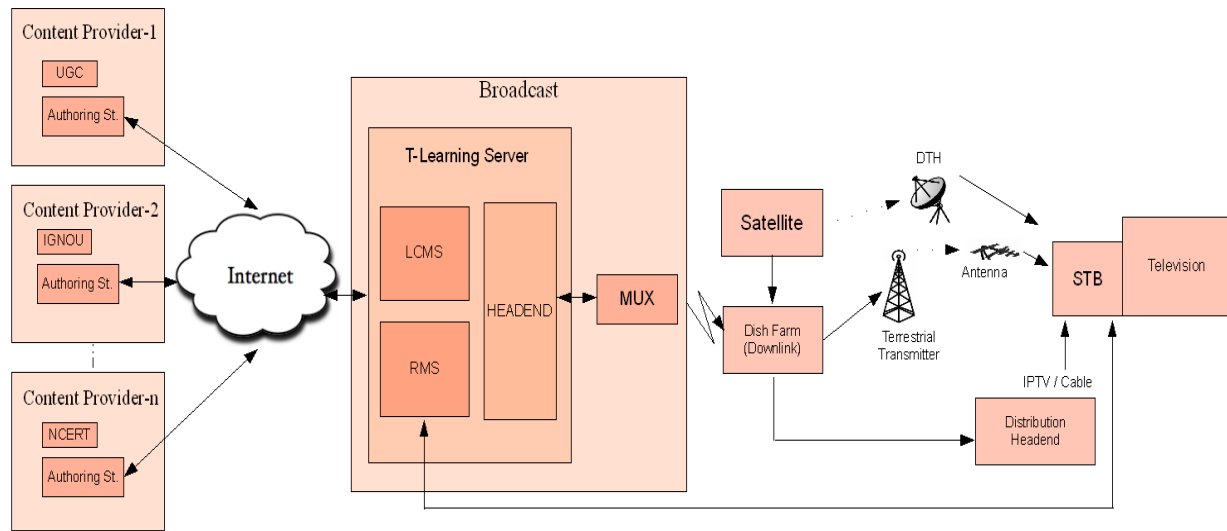 Content Provider-1
UGC
Authoring St.
Content Provider-2
IGNOU
Authoring St.
Content Provider-n
NCERT
Authoring St.
Internet
Broadcast
T-Learning Server
LCMS
RMS
HEADEND
MUX
Satellite
Dish Farm
(Downlink)
DTH
Terrestrial
Transmitter
Antenna
STB
Television
IPTV / Cable
Distribution
Headend